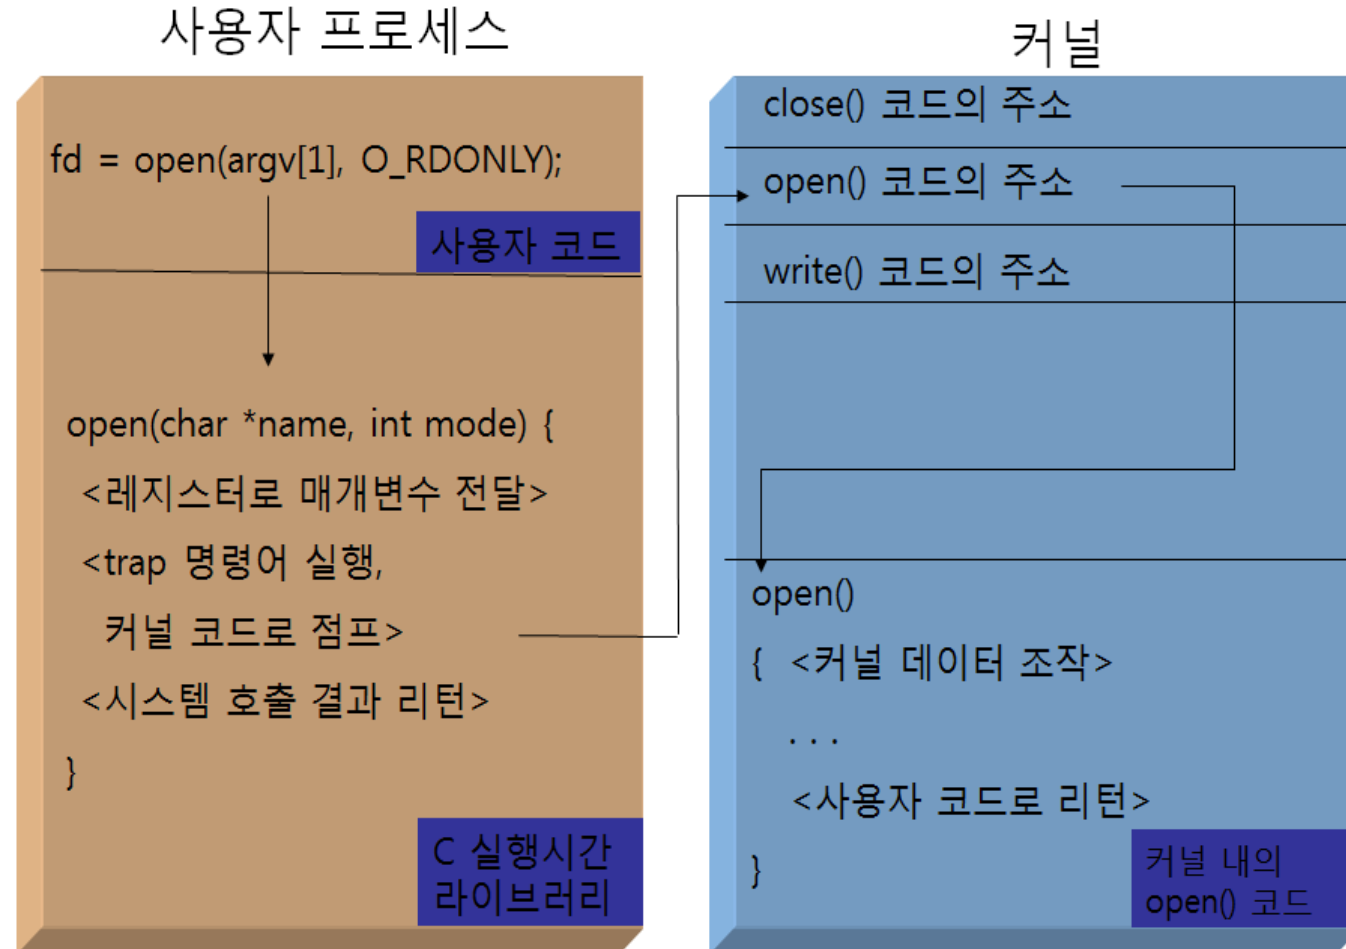 사용자 프로세스
fd = open(argv[1], O_RDONLY);
사용자 코드
open(char *name, int mode) {
<레지스터로 매개변수 전달>
<trap 명령어 실행,
커널 코드로 점프>
<시스템 호출 결과 리턴>
}
C 실행시간
라이브러리
커널
close() 코드의 주소
open() 코드의 주소
write() 코드의 주소
open()
{ <커널 데이터 조작>
. . .
<사용자 코드로 리턴>
}
커널 내의
open() 코드